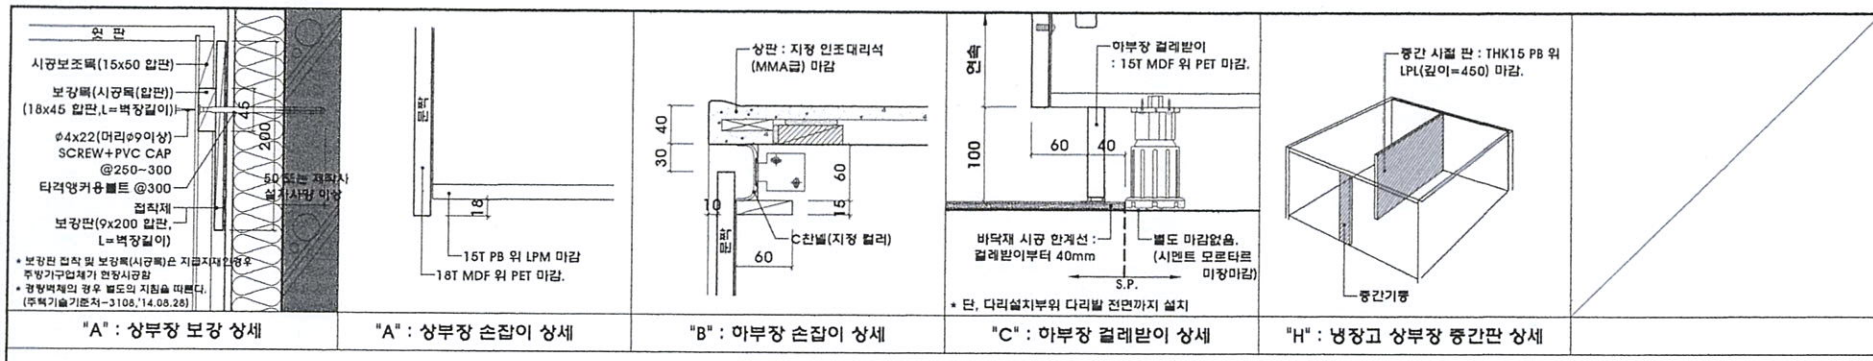 윗 판
시공보조목(15x50 합판)
보강목(시공목(합판))
(18x45 합판,L=벽장길이)
ø4x22(머리ø9이상)
SCREW+PVC CAP
@250~300
타격앵커용볼트 @300
접착제
보강판(9x200 합판,
L=벽장길이)
45
200
50 또는 제작사
설치사양 이상
* 보강판 접착 및 보강목(시공목)은 지급자재인경우
주방가구업체가 현장시공함
* 경량벽체의 경우 별도의 지침을 따른다.
(주택기술기준처-3108,'14.08.28)
"A" : 상부장 보강 상세
문짝
18
15T PB 위 LPM 마감
18T MDF 위 PET 마감.
"A" : 상부장 손잡이 상세
상판 : 지정 인조대리석
(MMA급) 마감
40
30
10
문짝
60
15
60
C찬넬(지정 컬러)
"B" : 하부장 손잡이 상세
연속
100
하부장 걸레받이
: 15T MDF 위 PET 마감.
60
40
바닥재 시공 한계선 :
걸레받이부터 40mm
별도 마감없음.
(시멘트 모르타르
미장마감)
S.P.
* 단, 다리설치부위 다리발 전면까지 설치
"C" : 하부장 걸레받이 상세
중간 시절 판 : THK15 PB 위
LPL(깊이=450) 마감.
중간기둥
"H" : 냉장고 상부장 중간판 상세